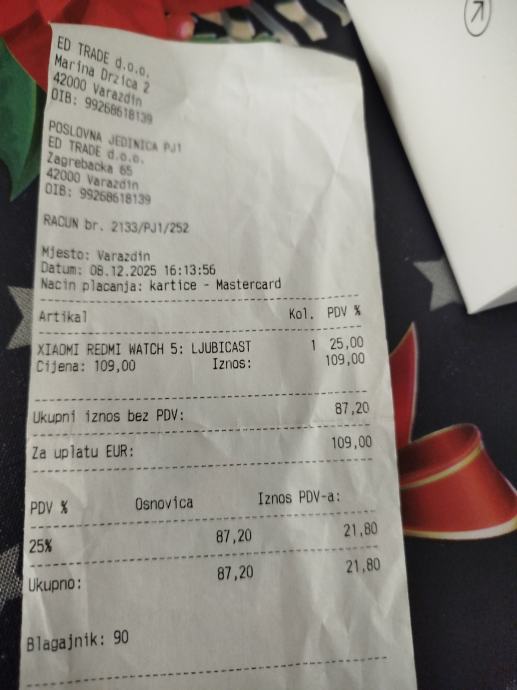 ED TRADE d.o.o.
Marina Drzica 2
42000 Varazdin
OIB: 99268618139
POSLOVNA JEDINICA PJ1
ED TRADE d.o.o.
Zagrebacka 65
42000 Varazdin
OIB: 99268618139
RACUN br. 2133/PJ1/252
Mjesto: Varazdin
Datum: 08.12.2025 16:13:56
Nacin placanja: kartice - Mastercard
Artikal Kol. PDV %
XIAOMI REDMI WATCH 5: LJUBICAST 1 25,00
Cijena: 109,00 Iznos: 109,00
Ukupni iznos bez PDV: 87,20
Za uplatu EUR: 109,00
PDV % Osnovica Iznos PDV-a:
25% 87,20 21,80
Ukupno: 87,20 21,80
Blagajnik: 90